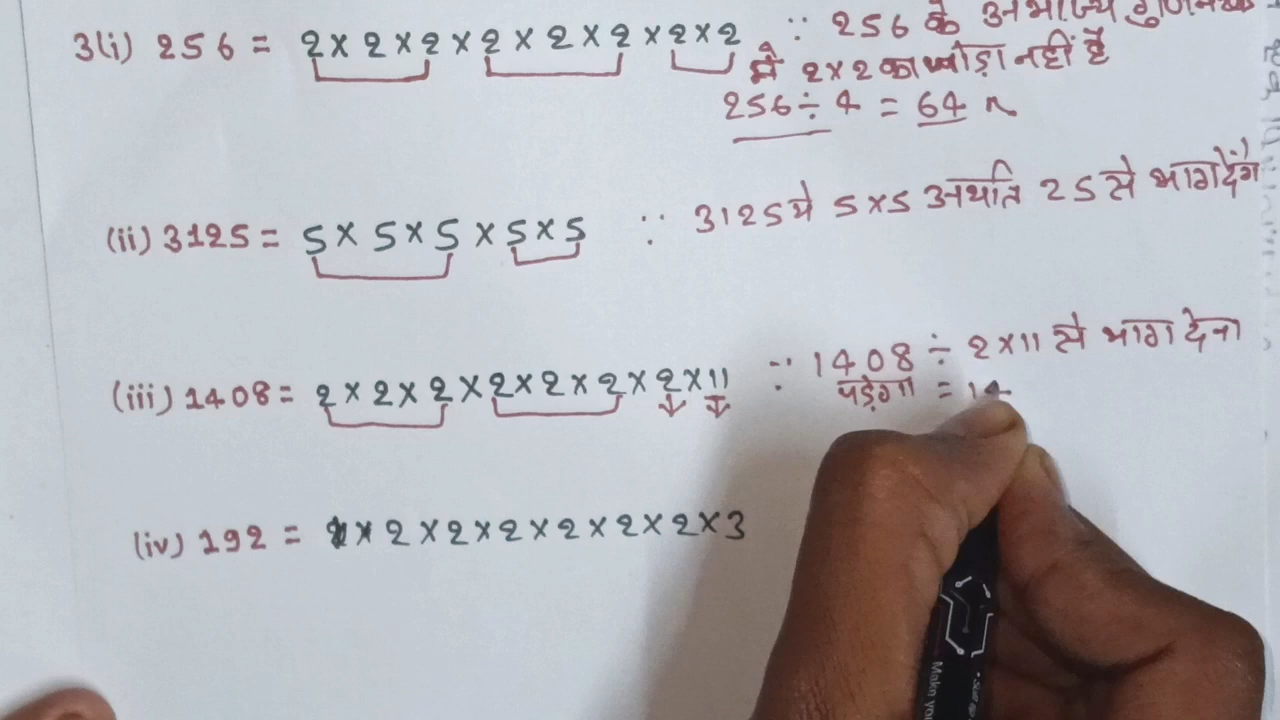 3(i) 256 = 2×2×2×2×2×2×2×2 ∵ 256 के अभाज्य
में 2×2 का जोड़ा नहीं है
256 ÷ 4 = 64
(ii) 3125 = 5×5×5×5×5 ∵ 3125 में 5×5 अर्थात 25 से भाग देंगे
(iii) 1408 = 2×2×2×2×2×2×2×11 ∵ 1408 ÷ 2×11 से भाग देना
पड़ेगा = 14
(iv) 192 = × 2×2×2×2×2×2×3
Make